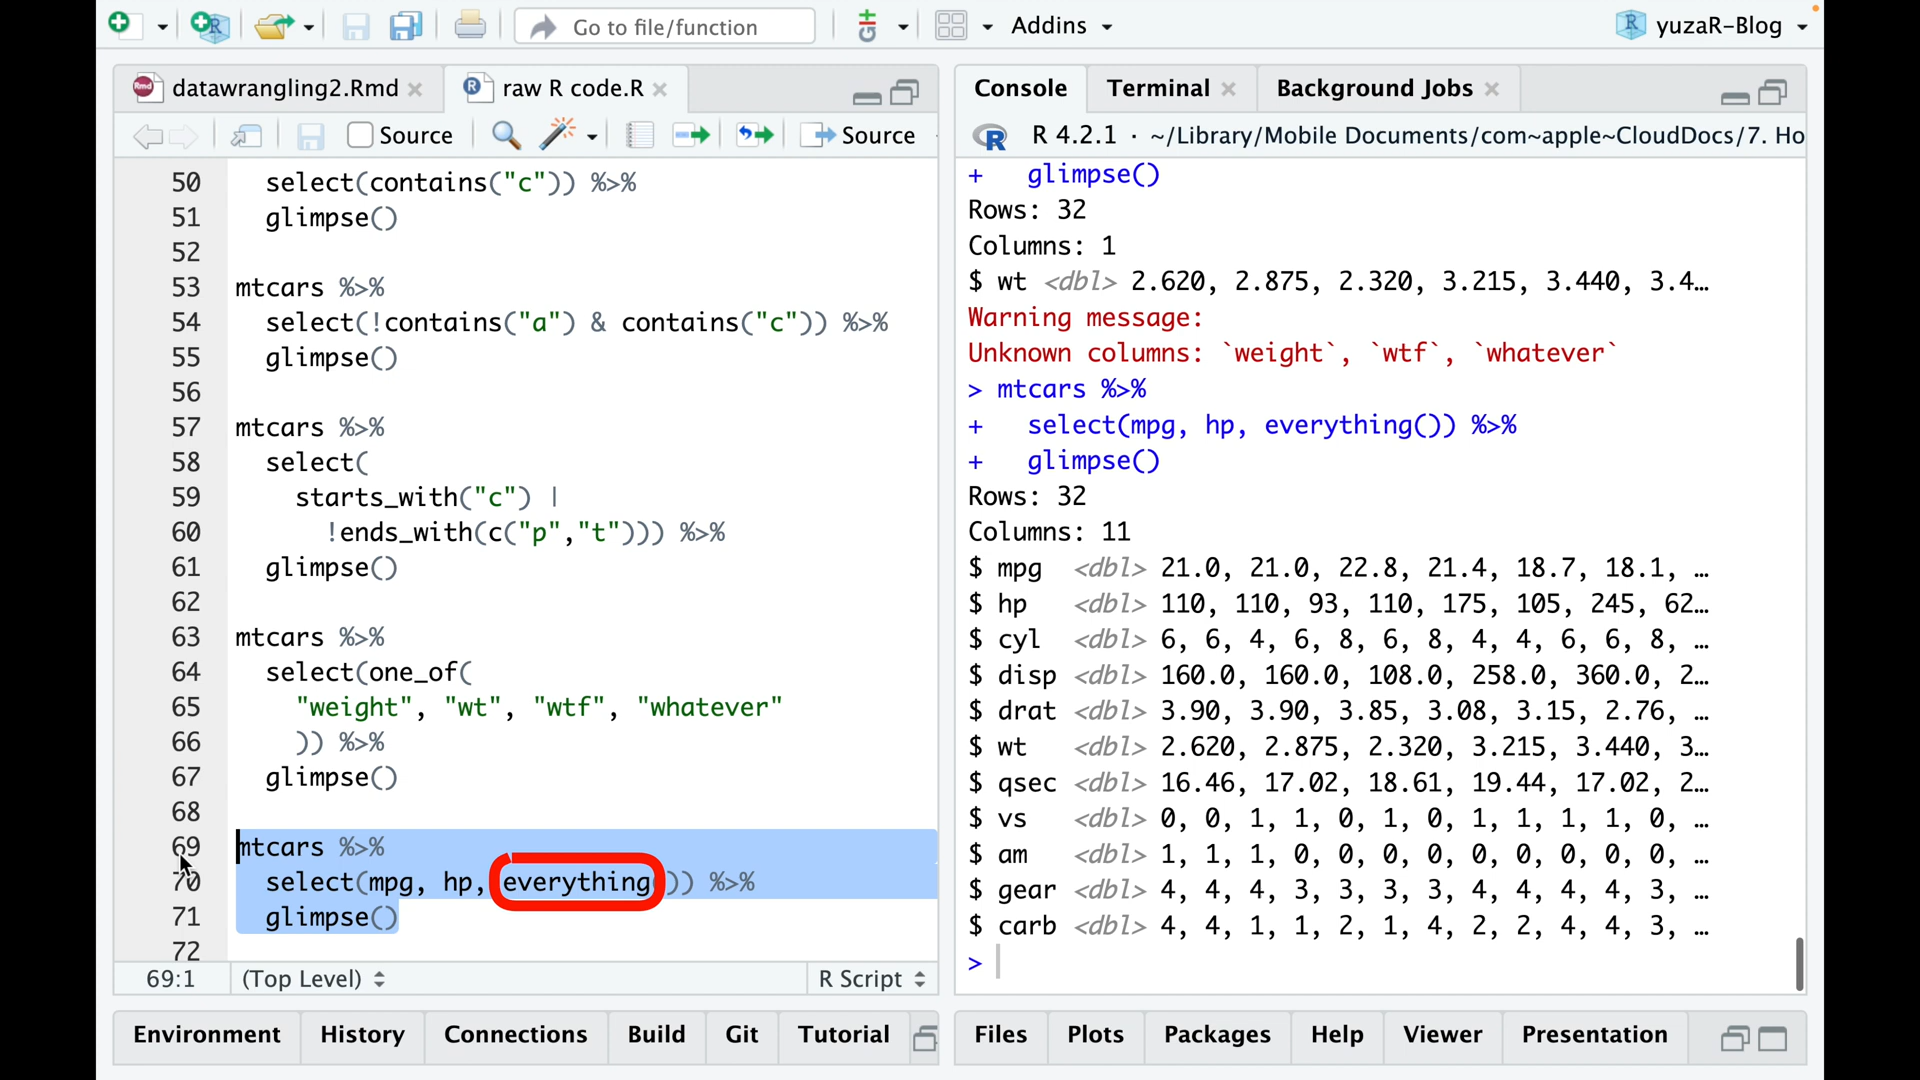 Go to file/function
Git
Addins
yuzaR-Blog
datawrangling2.Rmd
raw R code.R
Source
Source
50 select(contains("c")) %>%
51 glimpse()
52
53 mtcars %>%
54 select(!contains("a") & contains("c")) %>%
55 glimpse()
56
57 mtcars %>%
58 select(
59 starts_with("c") |
60 !ends_with(c("p","t"))) %>%
61 glimpse()
62
63 mtcars %>%
64 select(one_of(
65 "weight", "wt", "wtf", "whatever"
66 )) %>%
67 glimpse()
68
69 mtcars %>%
70 select(mpg, hp, everything()) %>%
71 glimpse()
72
69:1 (Top Level) R Script
Environment History Connections Build Git Tutorial
Console Terminal Background Jobs
R 4.2.1 · ~/Library/Mobile Documents/com~apple~CloudDocs/7. Ho
+ glimpse()
Rows: 32
Columns: 1
$ wt <dbl> 2.620, 2.875, 2.320, 3.215, 3.440, 3.4…
Warning message:
Unknown columns: `weight`, `wtf`, `whatever`
> mtcars %>%
+ select(mpg, hp, everything()) %>%
+ glimpse()
Rows: 32
Columns: 11
$ mpg <dbl> 21.0, 21.0, 22.8, 21.4, 18.7, 18.1, …
$ hp <dbl> 110, 110, 93, 110, 175, 105, 245, 62…
$ cyl <dbl> 6, 6, 4, 6, 8, 6, 8, 4, 4, 6, 6, 8, …
$ disp <dbl> 160.0, 160.0, 108.0, 258.0, 360.0, 2…
$ drat <dbl> 3.90, 3.90, 3.85, 3.08, 3.15, 2.76, …
$ wt <dbl> 2.620, 2.875, 2.320, 3.215, 3.440, 3…
$ qsec <dbl> 16.46, 17.02, 18.61, 19.44, 17.02, 2…
$ vs <dbl> 0, 0, 1, 1, 0, 1, 0, 1, 1, 1, 1, 0, …
$ am <dbl> 1, 1, 1, 0, 0, 0, 0, 0, 0, 0, 0, 0, …
$ gear <dbl> 4, 4, 4, 3, 3, 3, 3, 4, 4, 4, 4, 3, …
$ carb <dbl> 4, 4, 1, 1, 2, 1, 4, 2, 2, 4, 4, 3, …
>
Files Plots Packages Help Viewer Presentation